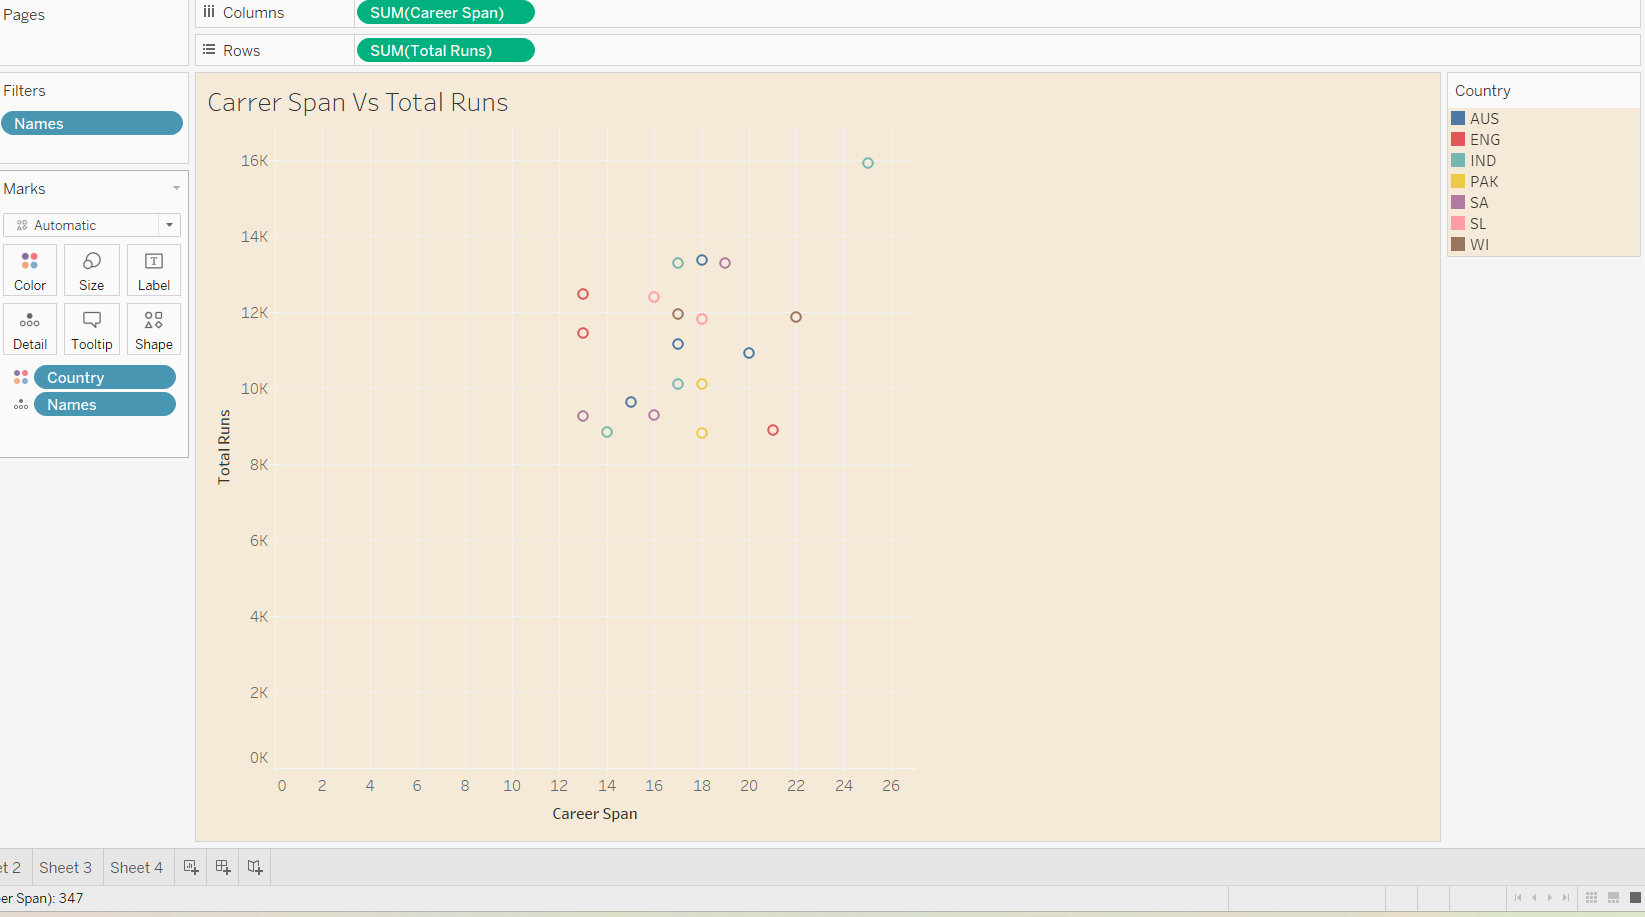 Pages
Columns
SUM(Career Span)
Rows
SUM(Total Runs)
Filters
Names
Marks
Automatic
Color
Size
Label
Detail
Tooltip
Shape
Country
Names
Carrer Span Vs Total Runs
Total Runs
16K
14K
12K
10K
8K
6K
4K
2K
0K
0 2 4 6 8 10 12 14 16 18 20 22 24 26
Career Span
Country
AUS
ENG
IND
PAK
SA
SL
WI
et 2
Sheet 3
Sheet 4
er Span): 347